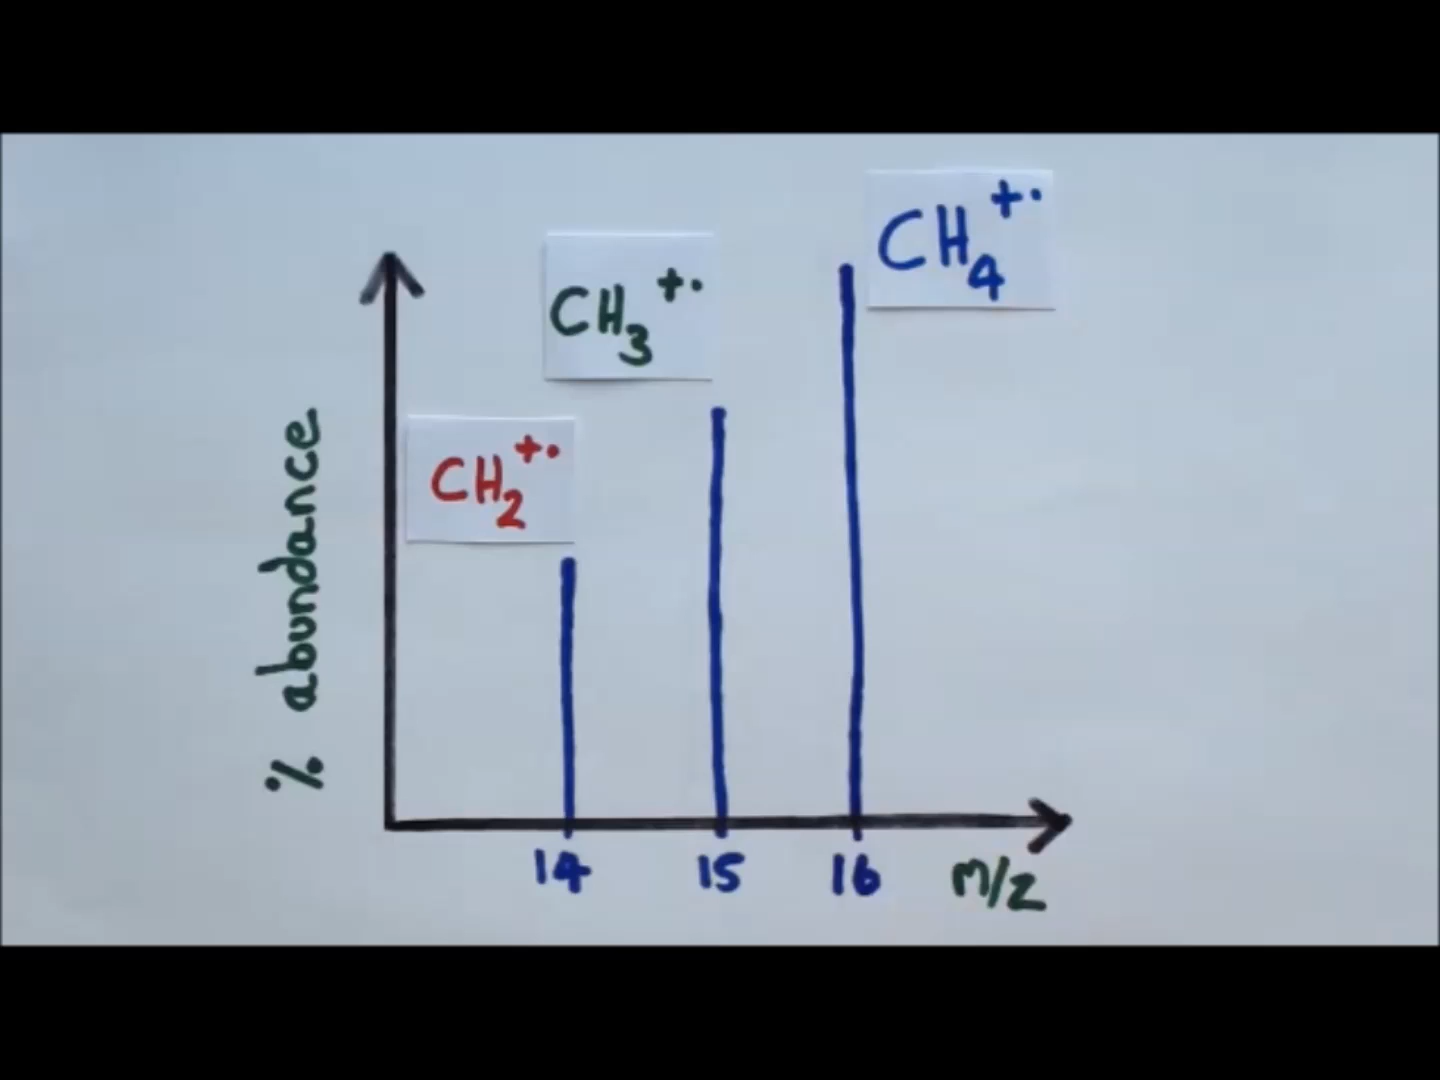 CH₄⁺·
CH₃⁺·
CH₂⁺·
% abundance
14 15 16 m/z